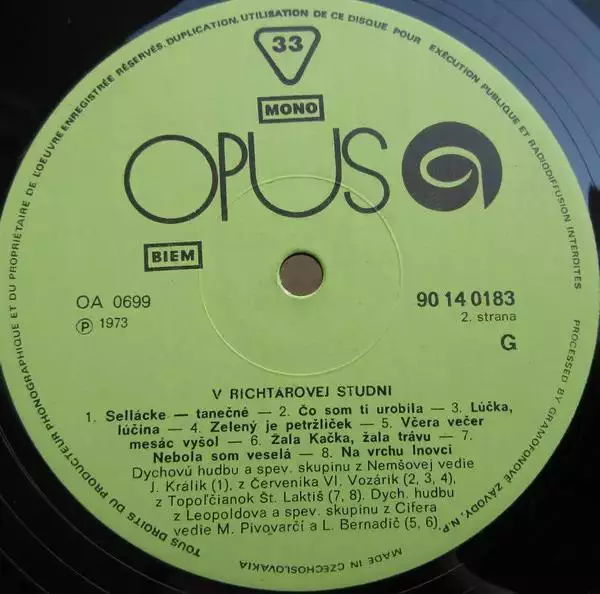 TOUS DROITS DU PRODUCTEUR PHONOGRAPHIQUE ET DU PROPRIÉTAIRE DE L'OEUVRE ENREGISTRÉE RÉSERVÉS. DUPLICATION, UTILISATION DE CE DISQUE POUR EXÉCUTION PUBLIQUE ET RADIODIFFUSION INTERDITES
33
MONO
OPUS
BIEM
OA 0699
90 14 0183
Ⓟ 1973
2. strana
G
V RICHTÁROVEJ STUDNI
1. Sellácke — tanečné — 2. Čo som ti urobila — 3. Lúčka,
lúčina — 4. Zelený je petržlíček — 5. Včera večer
mesác vyšol — 6. Žala Kačka, žala trávu — 7.
Nebola som veselá — 8. Na vrchu Inovci
Dychovú hudbu a spev. skupinu z Nemšovej vedie
J. Králik (1), z Červeníka Vl. Vozárik (2, 3, 4),
z Topoľčianok Št. Laktiš (7, 8). Dych. hudbu
z Leopoldova a spev. skupinu z Cífera
vedie M. Pivovarčí a L. Bernadič (5, 6).
PROCESSED BY GRAMOFONOVÉ ZÁVODY, N.P.
MADE IN CZECHOSLOVAKIA